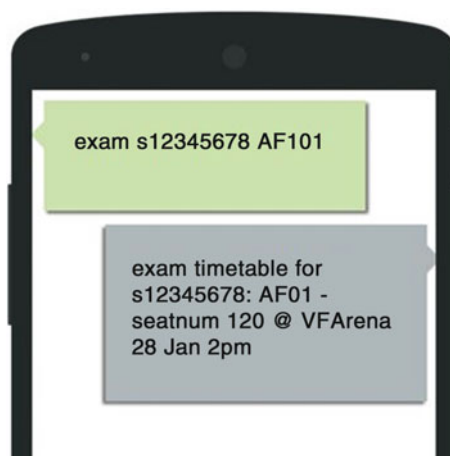 exam s12345678 AF101
exam timetable for
s12345678: AF01 -
seatnum 120 @ VFArena
28 Jan 2pm